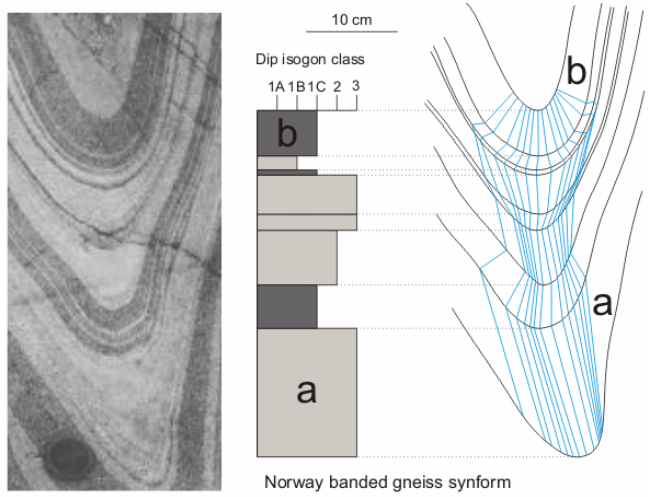 10 cm
Dip isogon class
1A 1B 1C 2 3
b
b
a
a
Norway banded gneiss synform